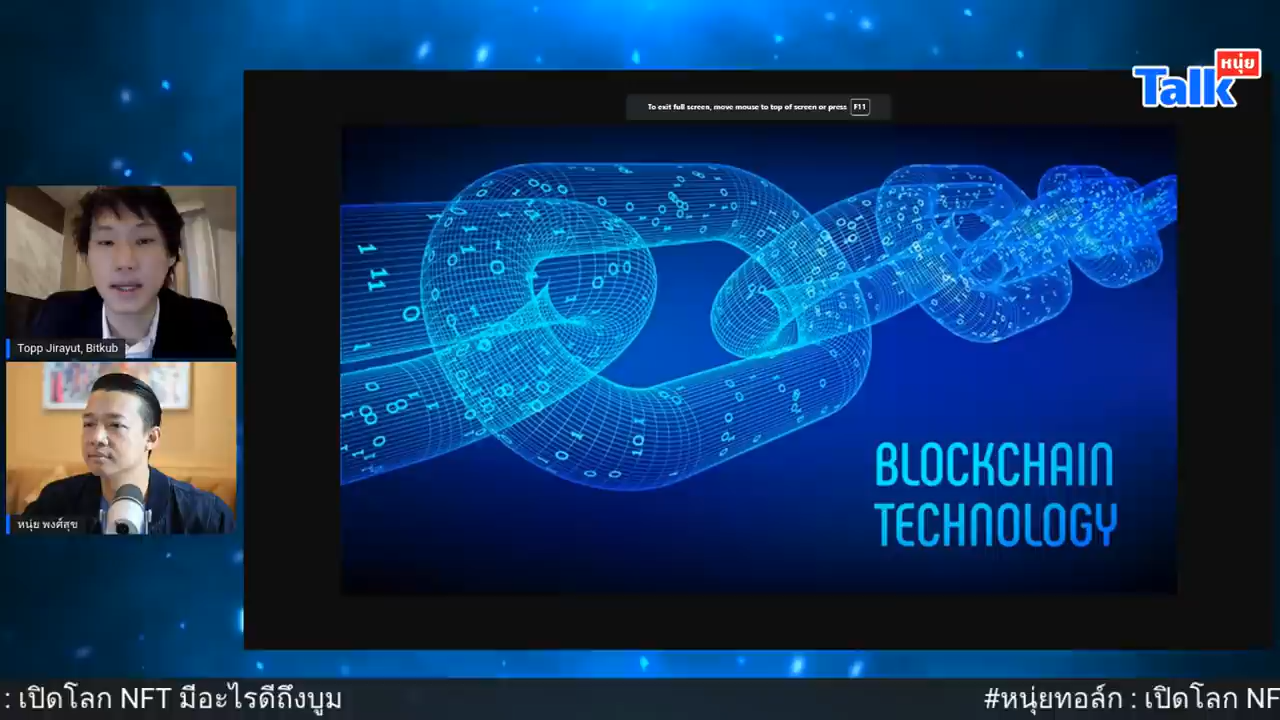 หนุ่ย
Talk
To exit full screen, move mouse to top of screen or press F11
Topp Jirayut, Bitkub
หนุ่ย พงศ์สุข
BLOCKCHAIN
TECHNOLOGY
: เปิดโลก NFT มีอะไรดีถึงบูม
#หนุ่ยทอล์ก : เปิดโลก NF